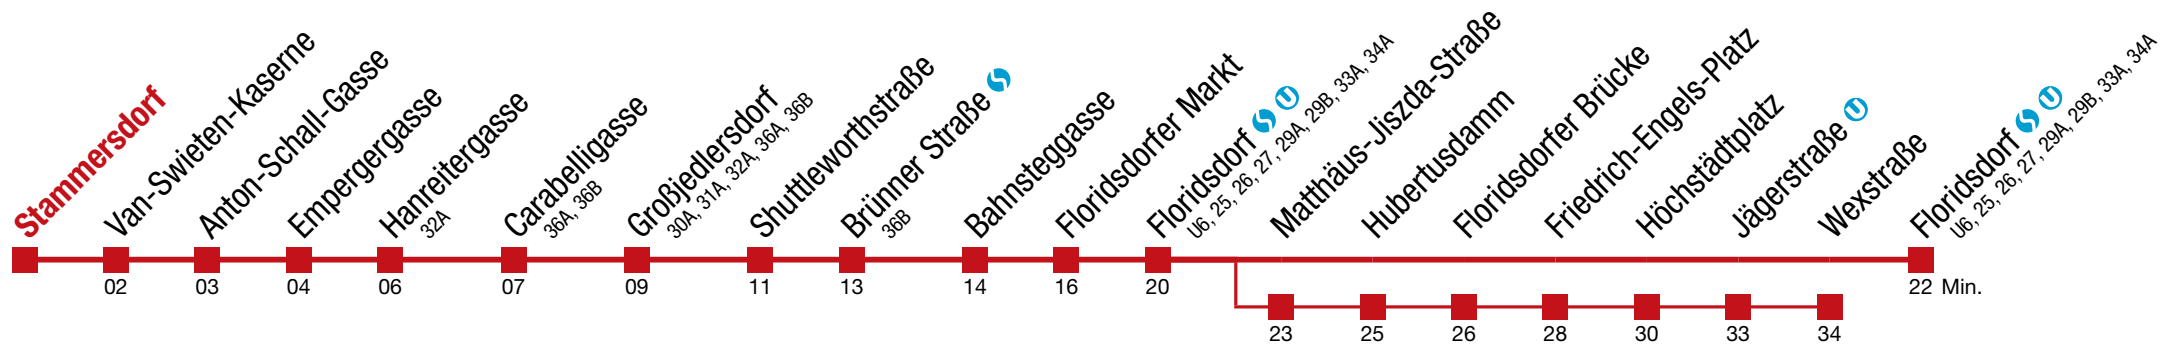 Stammersdorf
Van-Swieten-Kaserne
Anton-Schall-Gasse
Empergergasse
Hanreitergasse
32A
Carabelligasse
36A, 36B
Großjedlersdorf
30A, 31A, 32A, 36A, 36B
Shuttleworthstraße
Brünner Straße S
36B
Bahnsteggasse
Floridsdorfer Markt
Floridsdorf S U
U6, 25, 26, 27, 29A, 29B, 33A, 34A
Matthäus-Jiszda-Straße
Hubertusdamm
Floridsdorfer Brücke
Friedrich-Engels-Platz
Höchstädtplatz
Jägerstraße U
Wexstraße
Floridsdorf S U
U6, 25, 26, 27, 29A, 29B, 33A, 34A
02 03 04 06 07 09 11 13 14 16 20 22 Min.
23 25 26 28 30 33 34